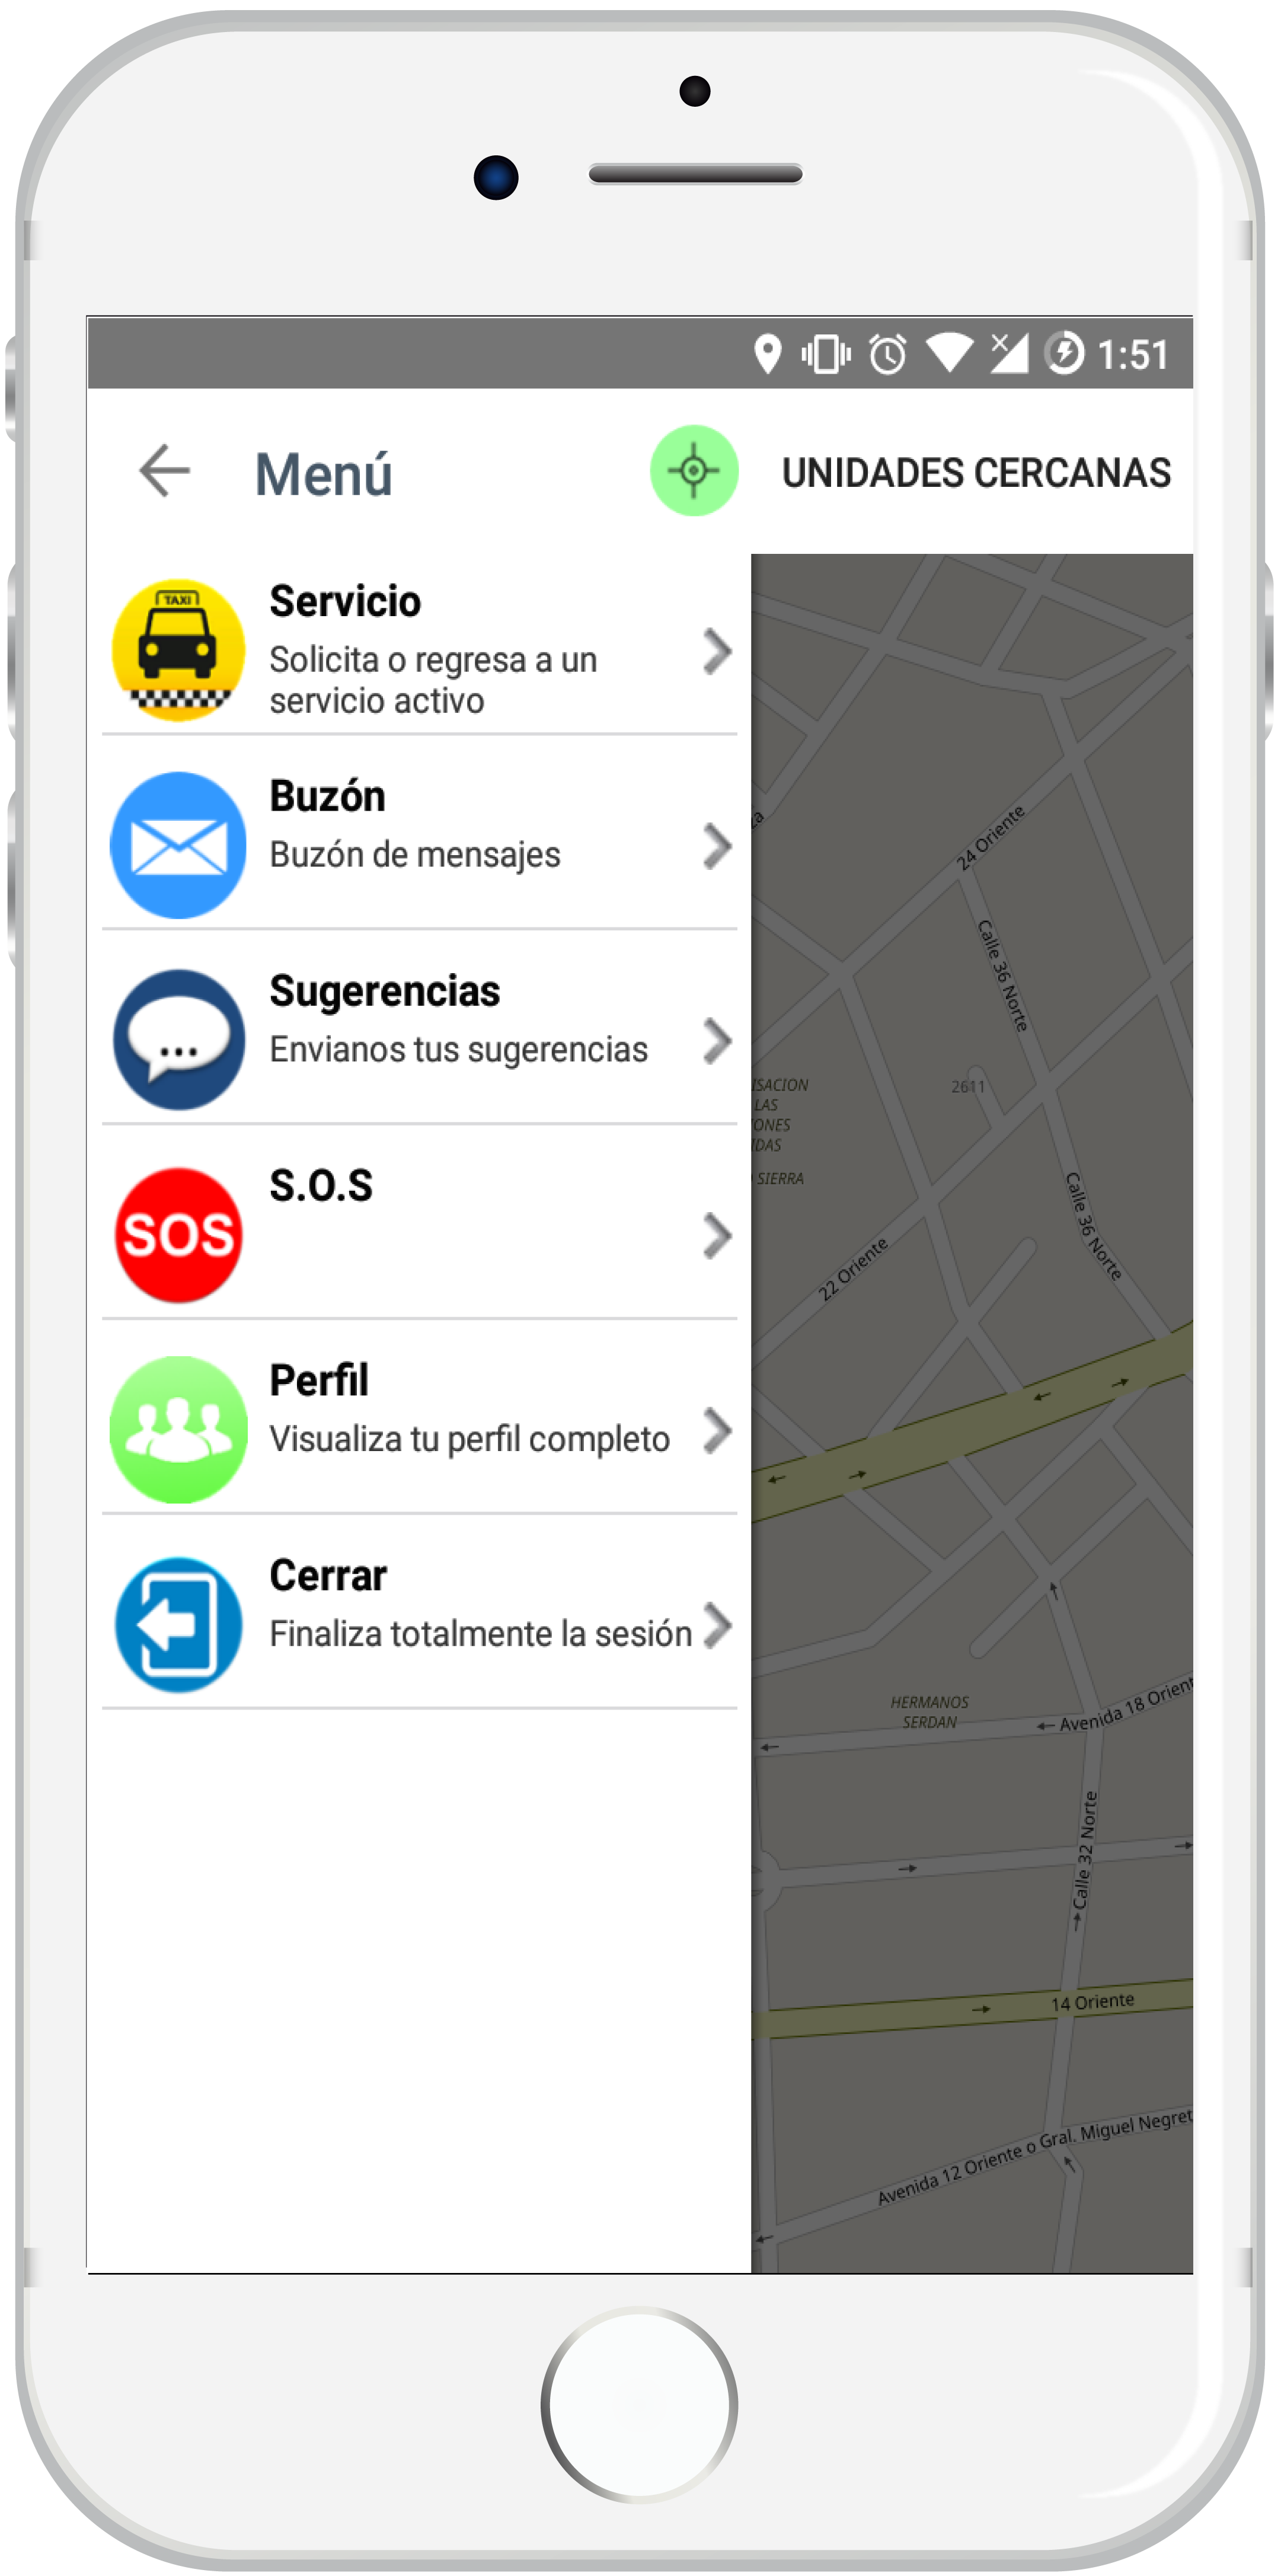 1:51
Menú
UNIDADES CERCANAS
TAXI
Servicio
Solicita o regresa a un
servicio activo
Buzón
Buzón de mensajes
Sugerencias
Envianos tus sugerencias
SOS
S.O.S
Perfil
Visualiza tu perfil completo
Cerrar
Finaliza totalmente la sesión
24 Oriente
Calle 36 Norte
2611
LAS
SIERRA
Calle 36 Norte
22 Oriente
HERMANOS
SERDAN
Avenida 18 Orient
Calle 32 Norte
14 Oriente
Avenida 12 Oriente o Gral. Miguel Negret